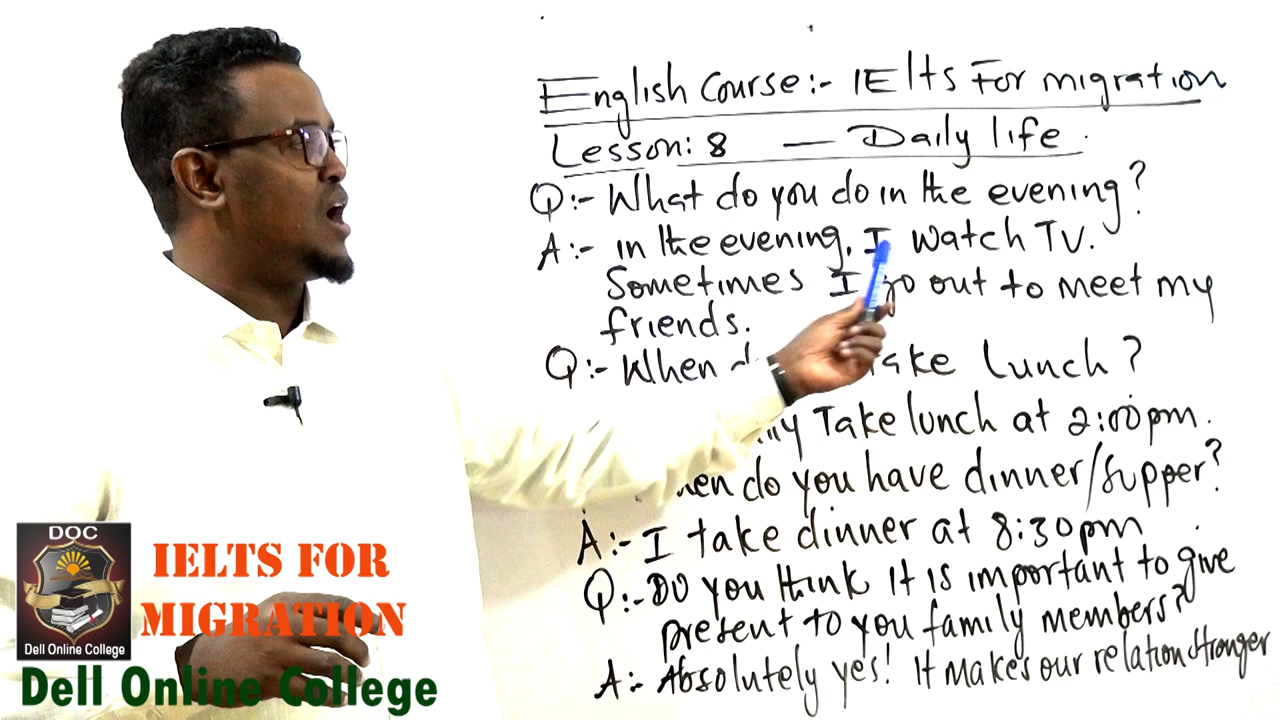 English Course:- IElts For migration
Lesson: 8 — Daily life.
Q:- What do you do in the evening?
A:- in the evening, I watch TV.
Sometimes I go out to meet my
friends.
Q:- When take lunch?
Take lunch at 2:00pm.
do you have dinner/supper?
A:- I take dinner at 8:30pm
Q:- DO you think it is important to give
present to you family members?
A:- Absolutely yes! It makes our relation stronger
DOC
Dell Online College
IELTS FOR
MIGRATION
Dell Online College